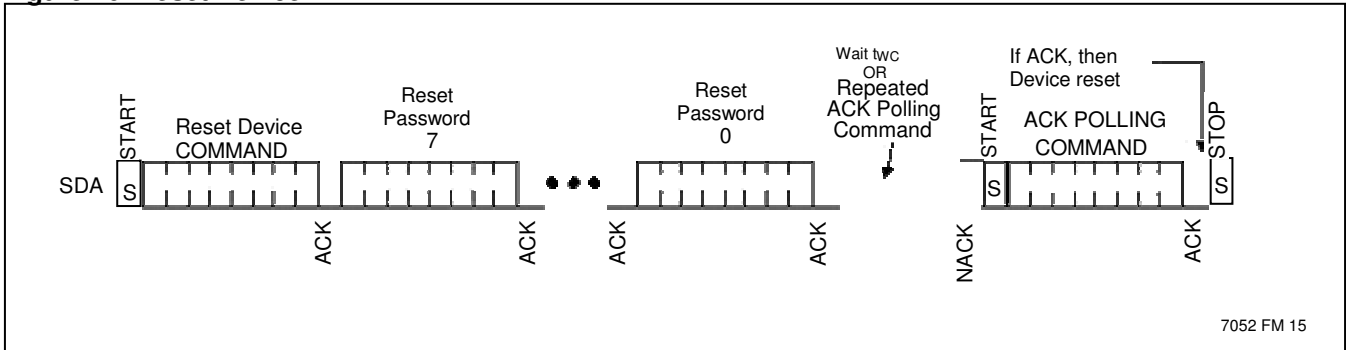 Wait tWC
OR
Repeated
ACK Polling
Command
If ACK, then
Device reset
Reset
Password
7
Reset
Password
0
START
Reset Device
COMMAND
START
ACK POLLING
COMMAND
STOP
SDA
S
S
S
ACK
ACK
ACK
ACK
NACK
ACK
7052 FM 15